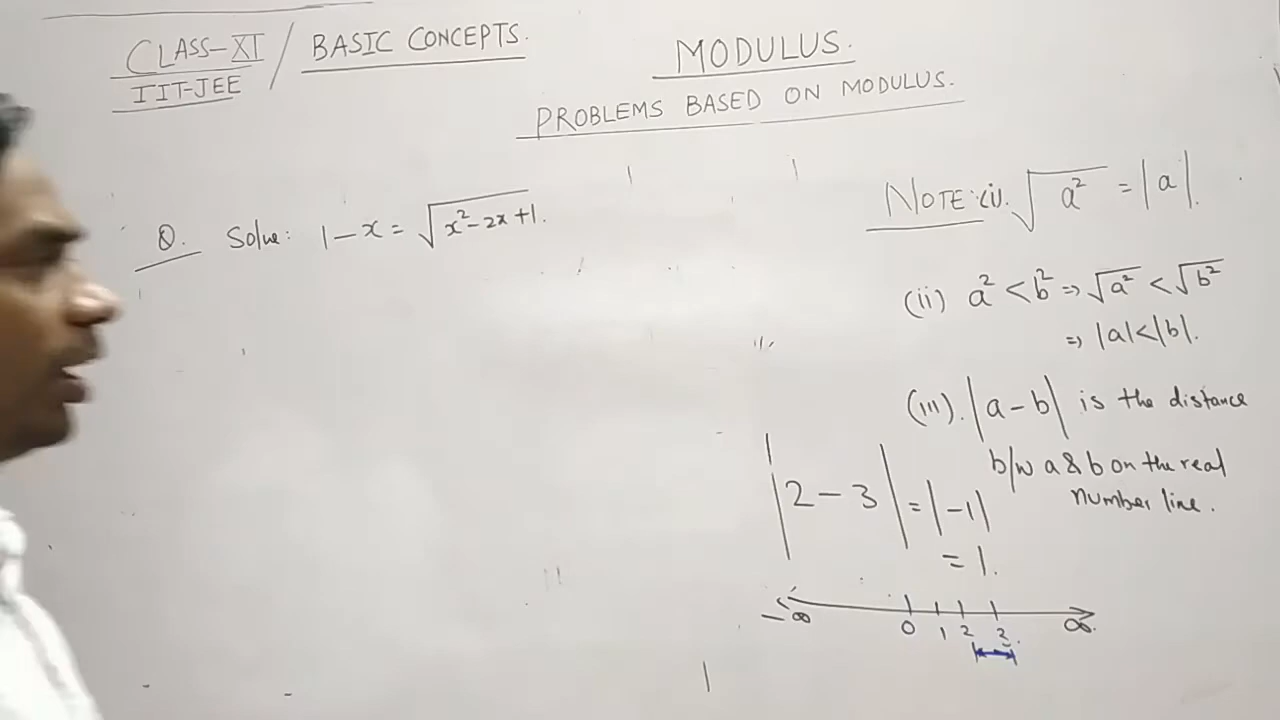 CLASS-XI / BASIC CONCEPTS.
IIT-JEE
MODULUS.
PROBLEMS BASED ON MODULUS.
Q. Solve: 1-x = √(x²-2x+1).
NOTE:(i). √(a²) = |a|.
(ii) a² < b² ⇒ √(a²) < √(b²)
⇒ |a|<|b|.
(iii). |a-b| is the distance
b/w a & b on the real
number line.
|2-3| = |-1|
= 1.
-∞ 0 1 2 3. ∞.